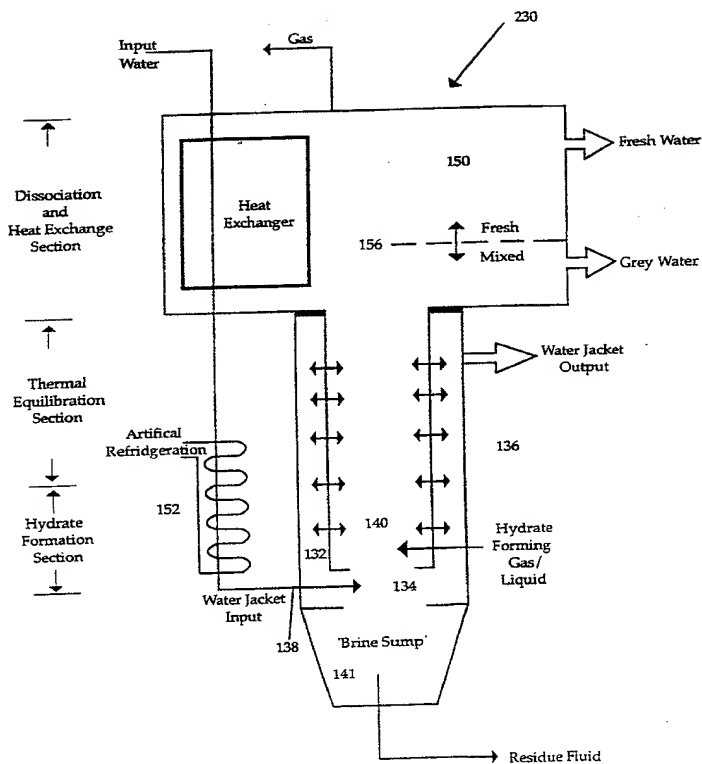 230
Input
Water
Gas
Fresh Water
150
Dissociation
and
Heat Exchange
Section
Heat
Exchanger
156
Fresh
Mixed
Grey Water
Water Jacket
Output
Thermal
Equilibration
Section
Artifical
Refridgeration
136
152
Hydrate
Formation
Section
140
132
Hydrate
Forming
Gas/
Liquid
134
Water Jacket
Input
138
'Brine Sump'
141
Residue Fluid